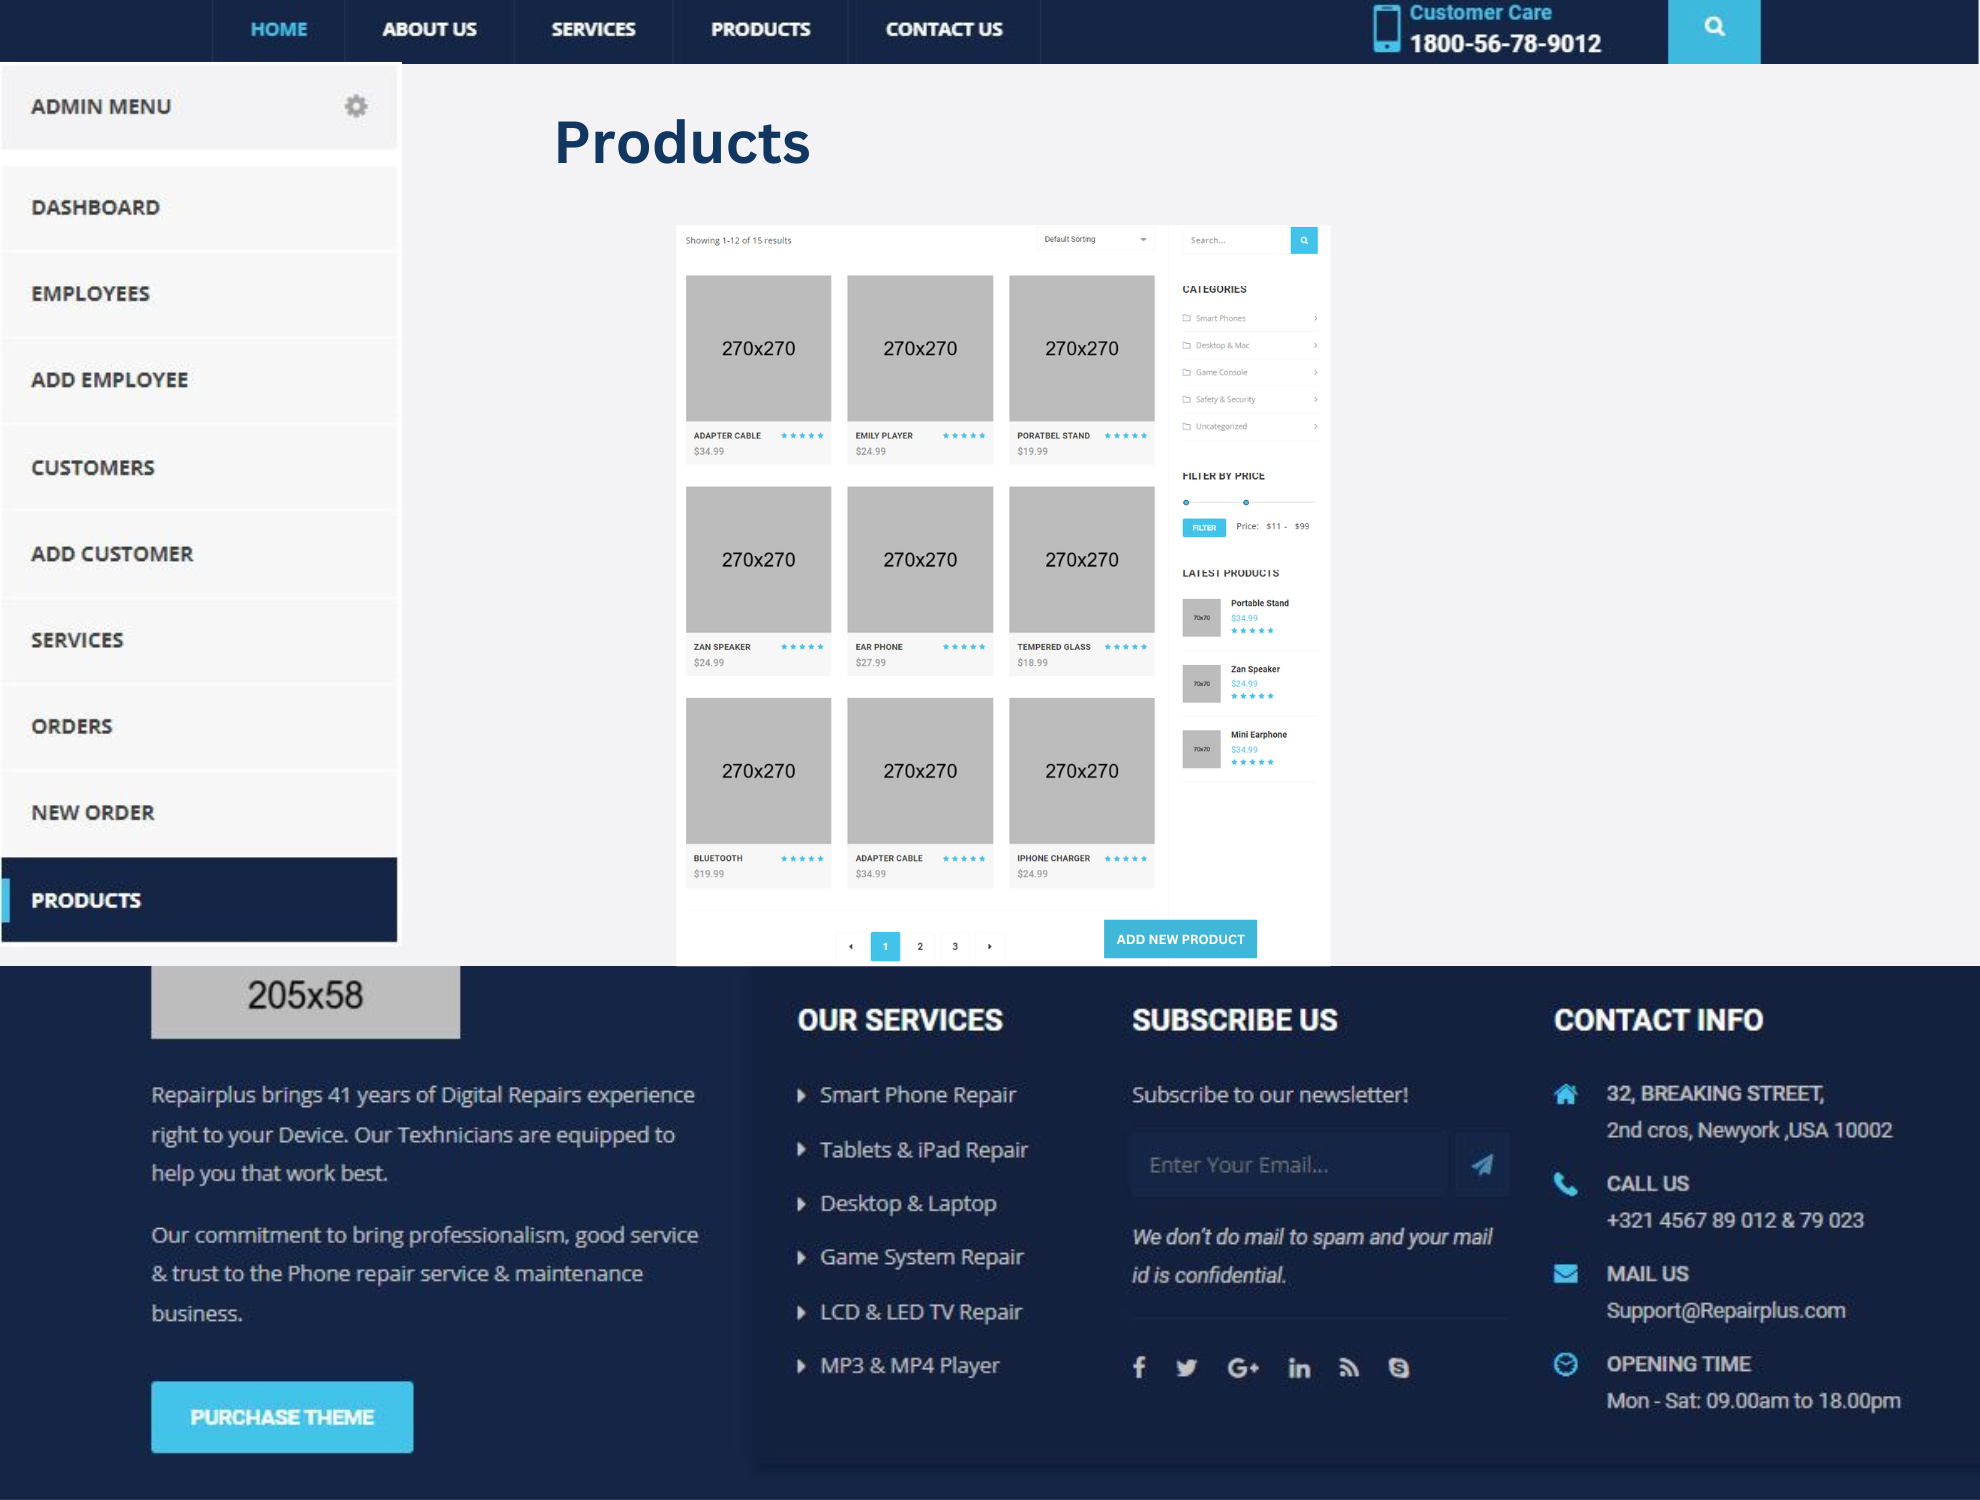 HOME
ABOUT US
SERVICES
PRODUCTS
CONTACT US
Customer Care
1800-56-78-9012
ADMIN MENU
DASHBOARD
EMPLOYEES
ADD EMPLOYEE
CUSTOMERS
ADD CUSTOMER
SERVICES
ORDERS
NEW ORDER
PRODUCTS
Products
Showing 1-12 of 15 results
Default Sorting
270x270
270x270
270x270
ADAPTER CABLE
$34.99
EMILY PLAYER
$24.99
PORATBEL STAND
$19.99
270x270
270x270
270x270
ZAN SPEAKER
$24.99
EAR PHONE
$27.99
TEMPERED GLASS
$18.99
270x270
270x270
270x270
BLUETOOTH
$19.99
ADAPTER CABLE
$34.99
IPHONE CHARGER
$24.99
1 2 3
ADD NEW PRODUCT
Search...
CATEGORIES
Smart Phones
Desktop & Mac
Game Console
Safety & Security
Uncategorized
FILTER BY PRICE
FILTER
Price: $11 - $99
LATEST PRODUCTS
70x70
Portable Stand
$34.99
70x70
Zan Speaker
$24.99
70x70
Mini Earphone
$34.99
205x58
Repairplus brings 41 years of Digital Repairs experience
right to your Device. Our Texhnicians are equipped to
help you that work best.
Our commitment to bring professionalism, good service
& trust to the Phone repair service & maintenance
business.
PURCHASE THEME
OUR SERVICES
Smart Phone Repair
Tablets & iPad Repair
Desktop & Laptop
Game System Repair
LCD & LED TV Repair
MP3 & MP4 Player
SUBSCRIBE US
Subscribe to our newsletter!
Enter Your Email...
We don't do mail to spam and your mail
id is confidential.
CONTACT INFO
32, BREAKING STREET,
2nd cros, Newyork ,USA 10002
CALL US
+321 4567 89 012 & 79 023
MAIL US
Support@Repairplus.com
OPENING TIME
Mon - Sat: 09.00am to 18.00pm